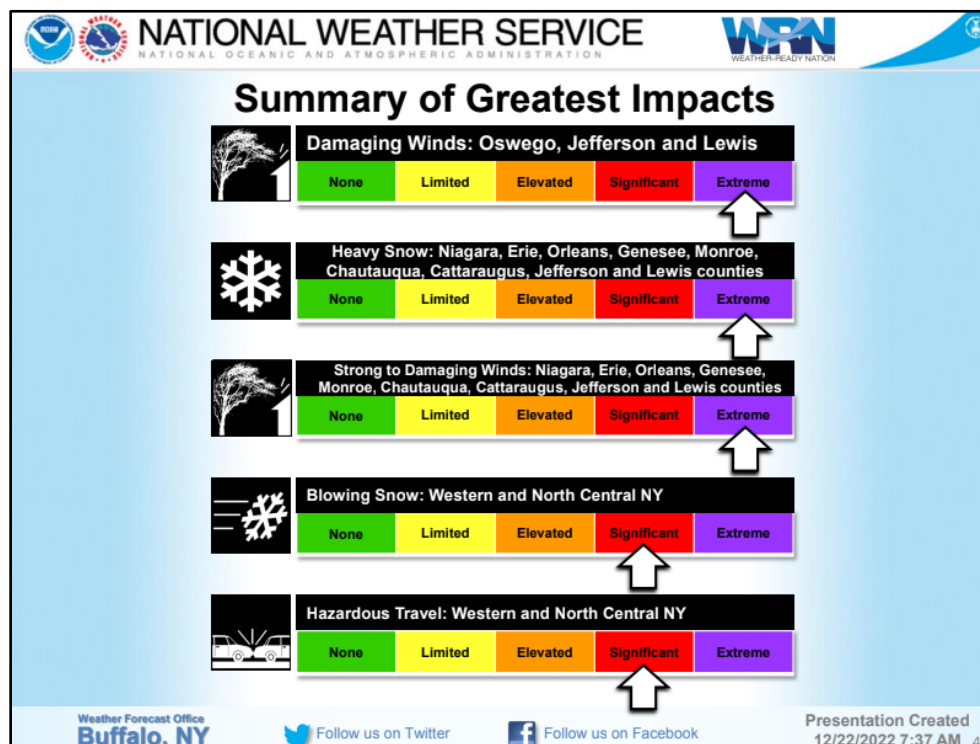 NATIONAL WEATHER SERVICE
NATIONAL OCEANIC AND ATMOSPHERIC ADMINISTRATION
WRN
WEATHER-READY NATION
Summary of Greatest Impacts
Damaging Winds: Oswego, Jefferson and Lewis
None Limited Elevated Significant Extreme
Heavy Snow: Niagara, Erie, Orleans, Genesee, Monroe,
Chautauqua, Cattaraugus, Jefferson and Lewis counties
None Limited Elevated Significant Extreme
Strong to Damaging Winds: Niagara, Erie, Orleans, Genesee,
Monroe, Chautauqua, Cattaraugus, Jefferson and Lewis counties
None Limited Elevated Significant Extreme
Blowing Snow: Western and North Central NY
None Limited Elevated Significant Extreme
Hazardous Travel: Western and North Central NY
None Limited Elevated Significant Extreme
Weather Forecast Office
Buffalo, NY
Follow us on Twitter
Follow us on Facebook
Presentation Created
12/22/2022 7:37 AM